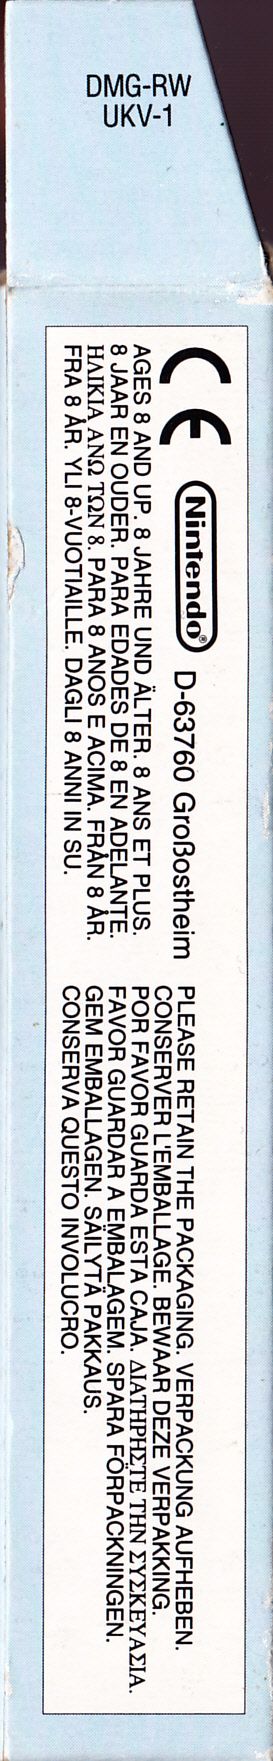 DMG-RW
UKV-1
CE Nintendo® D-63760 Großostheim
AGES 8 AND UP. 8 JAHRE UND ÄLTER. 8 ANS ET PLUS.
8 JAAR EN OUDER. PARA EDADES DE 8 EN ADELANTE.
ΗΛΙΚΙΑ ΑΝΩ ΤΩΝ 8. PARA 8 ANOS E ACIMA. FRÅN 8 ÅR.
FRA 8 ÅR. YLI 8-VUOTIAILLE. DAGLI 8 ANNI IN SU.
PLEASE RETAIN THE PACKAGING. VERPACKUNG AUFHEBEN.
CONSERVER L'EMBALLAGE. BEWAAR DEZE VERPAKKING.
POR FAVOR GUARDA ESTA CAJA. ΔΙΑΤΗΡΗΣΤΕ ΤΗΝ ΣΥΣΚΕΥΑΣΙΑ.
FAVOR GUARDAR A EMBALAGEM. SPARA FÖRPACKNINGEN.
GEM EMBALLAGEN. SÄILYTÄ PAKKAUS.
CONSERVA QUESTO INVOLUCRO.